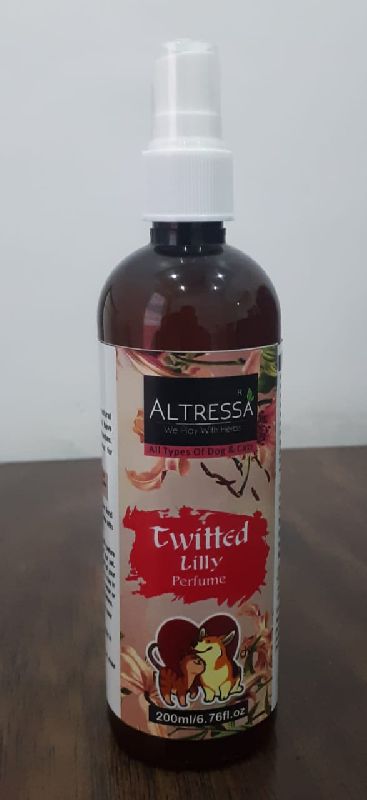 R
ALTRESSA
We Play With Herbs
All Types Of Dog & Cats
Twitted
Lilly
Perfume
200ml/6.76fl.oz